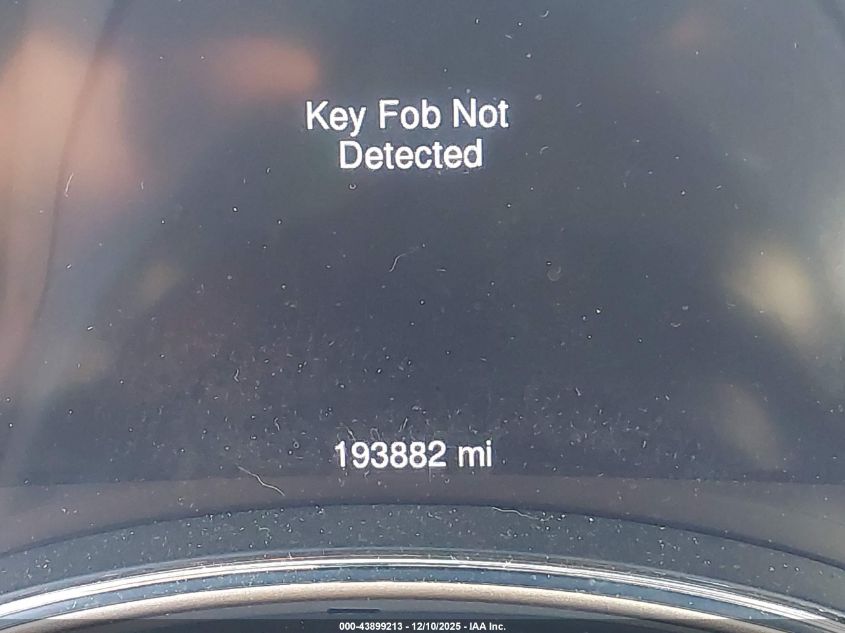 Key Fob Not
Detected
193882 mi
000-43899213 - 12/10/2025 - IAA Inc.